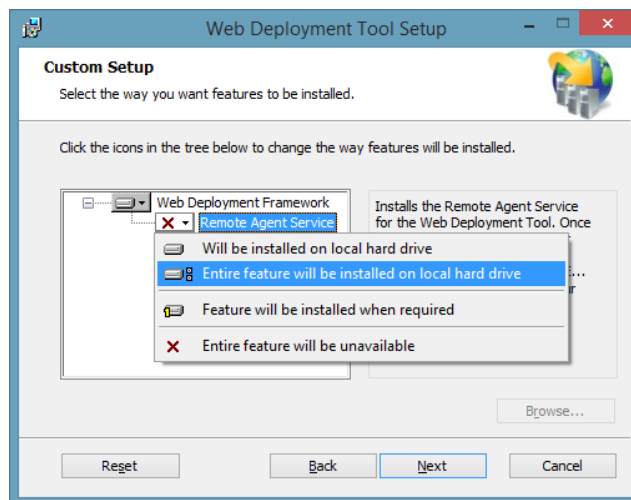 Web Deployment Tool Setup
Custom Setup
Select the way you want features to be installed.
Click the icons in the tree below to change the way features will be installed.
Web Deployment Framework
Remote Agent Service
Installs the Remote Agent Service
for the Web Deployment Tool. Once
Will be installed on local hard drive
Entire feature will be installed on local hard drive
Feature will be installed when required
Entire feature will be unavailable
Browse...
Reset
Back
Next
Cancel